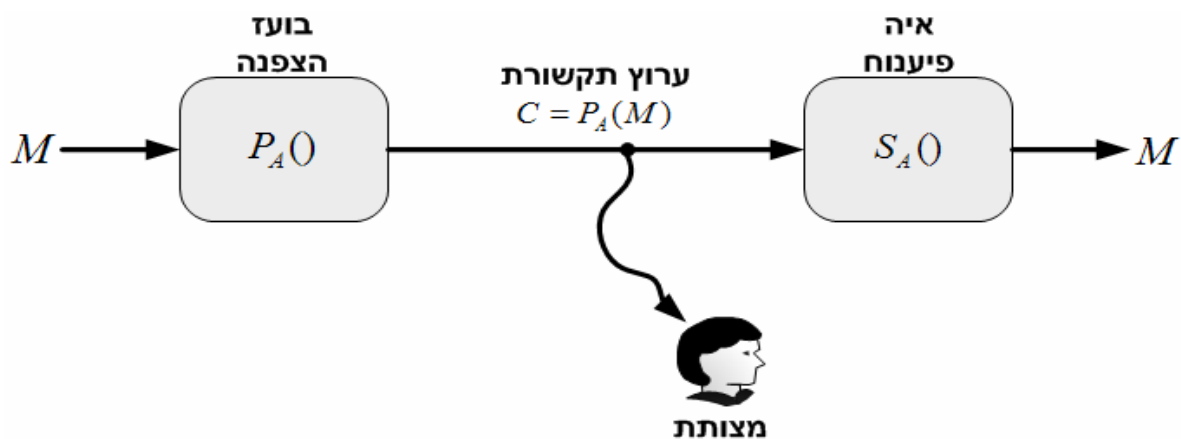 בועז
הצפנה
איה
פיענוח
ערוץ תקשורת
C = P_A(M)
M
P_A()
S_A()
M
מצותת